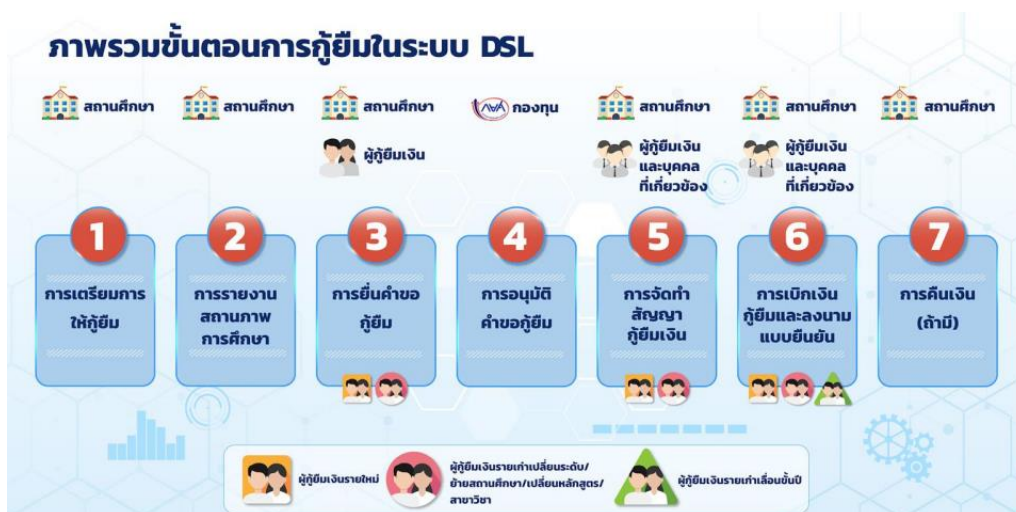 ภาพรวมขั้นตอนการกู้ยืมในระบบ DSL
สถานศึกษา
สถานศึกษา
สถานศึกษา
ผู้กู้ยืมเงิน
กยศ
กองทุน
สถานศึกษา
ผู้กู้ยืมเงิน
และบุคคล
ที่เกี่ยวข้อง
สถานศึกษา
ผู้กู้ยืมเงิน
และบุคคล
ที่เกี่ยวข้อง
สถานศึกษา
1
การเตรียมการ
ให้กู้ยืม
2
การรายงาน
สถานภาพ
การศึกษา
3
การยื่นคำขอ
กู้ยืม
4
การอนุมัติ
คำขอกู้ยืม
5
การจัดทำ
สัญญา
กู้ยืมเงิน
6
การเบิกเงิน
กู้ยืมและลงนาม
แบบยืนยัน
7
การคืนเงิน
(ถ้ามี)
ผู้กู้ยืมเงินรายใหม่
ผู้กู้ยืมเงินรายเก่าเปลี่ยนระดับ/
ย้ายสถานศึกษา/เปลี่ยนหลักสูตร/
สาขาวิชา
ผู้กู้ยืมเงินรายเก่าเลื่อนชั้นปี